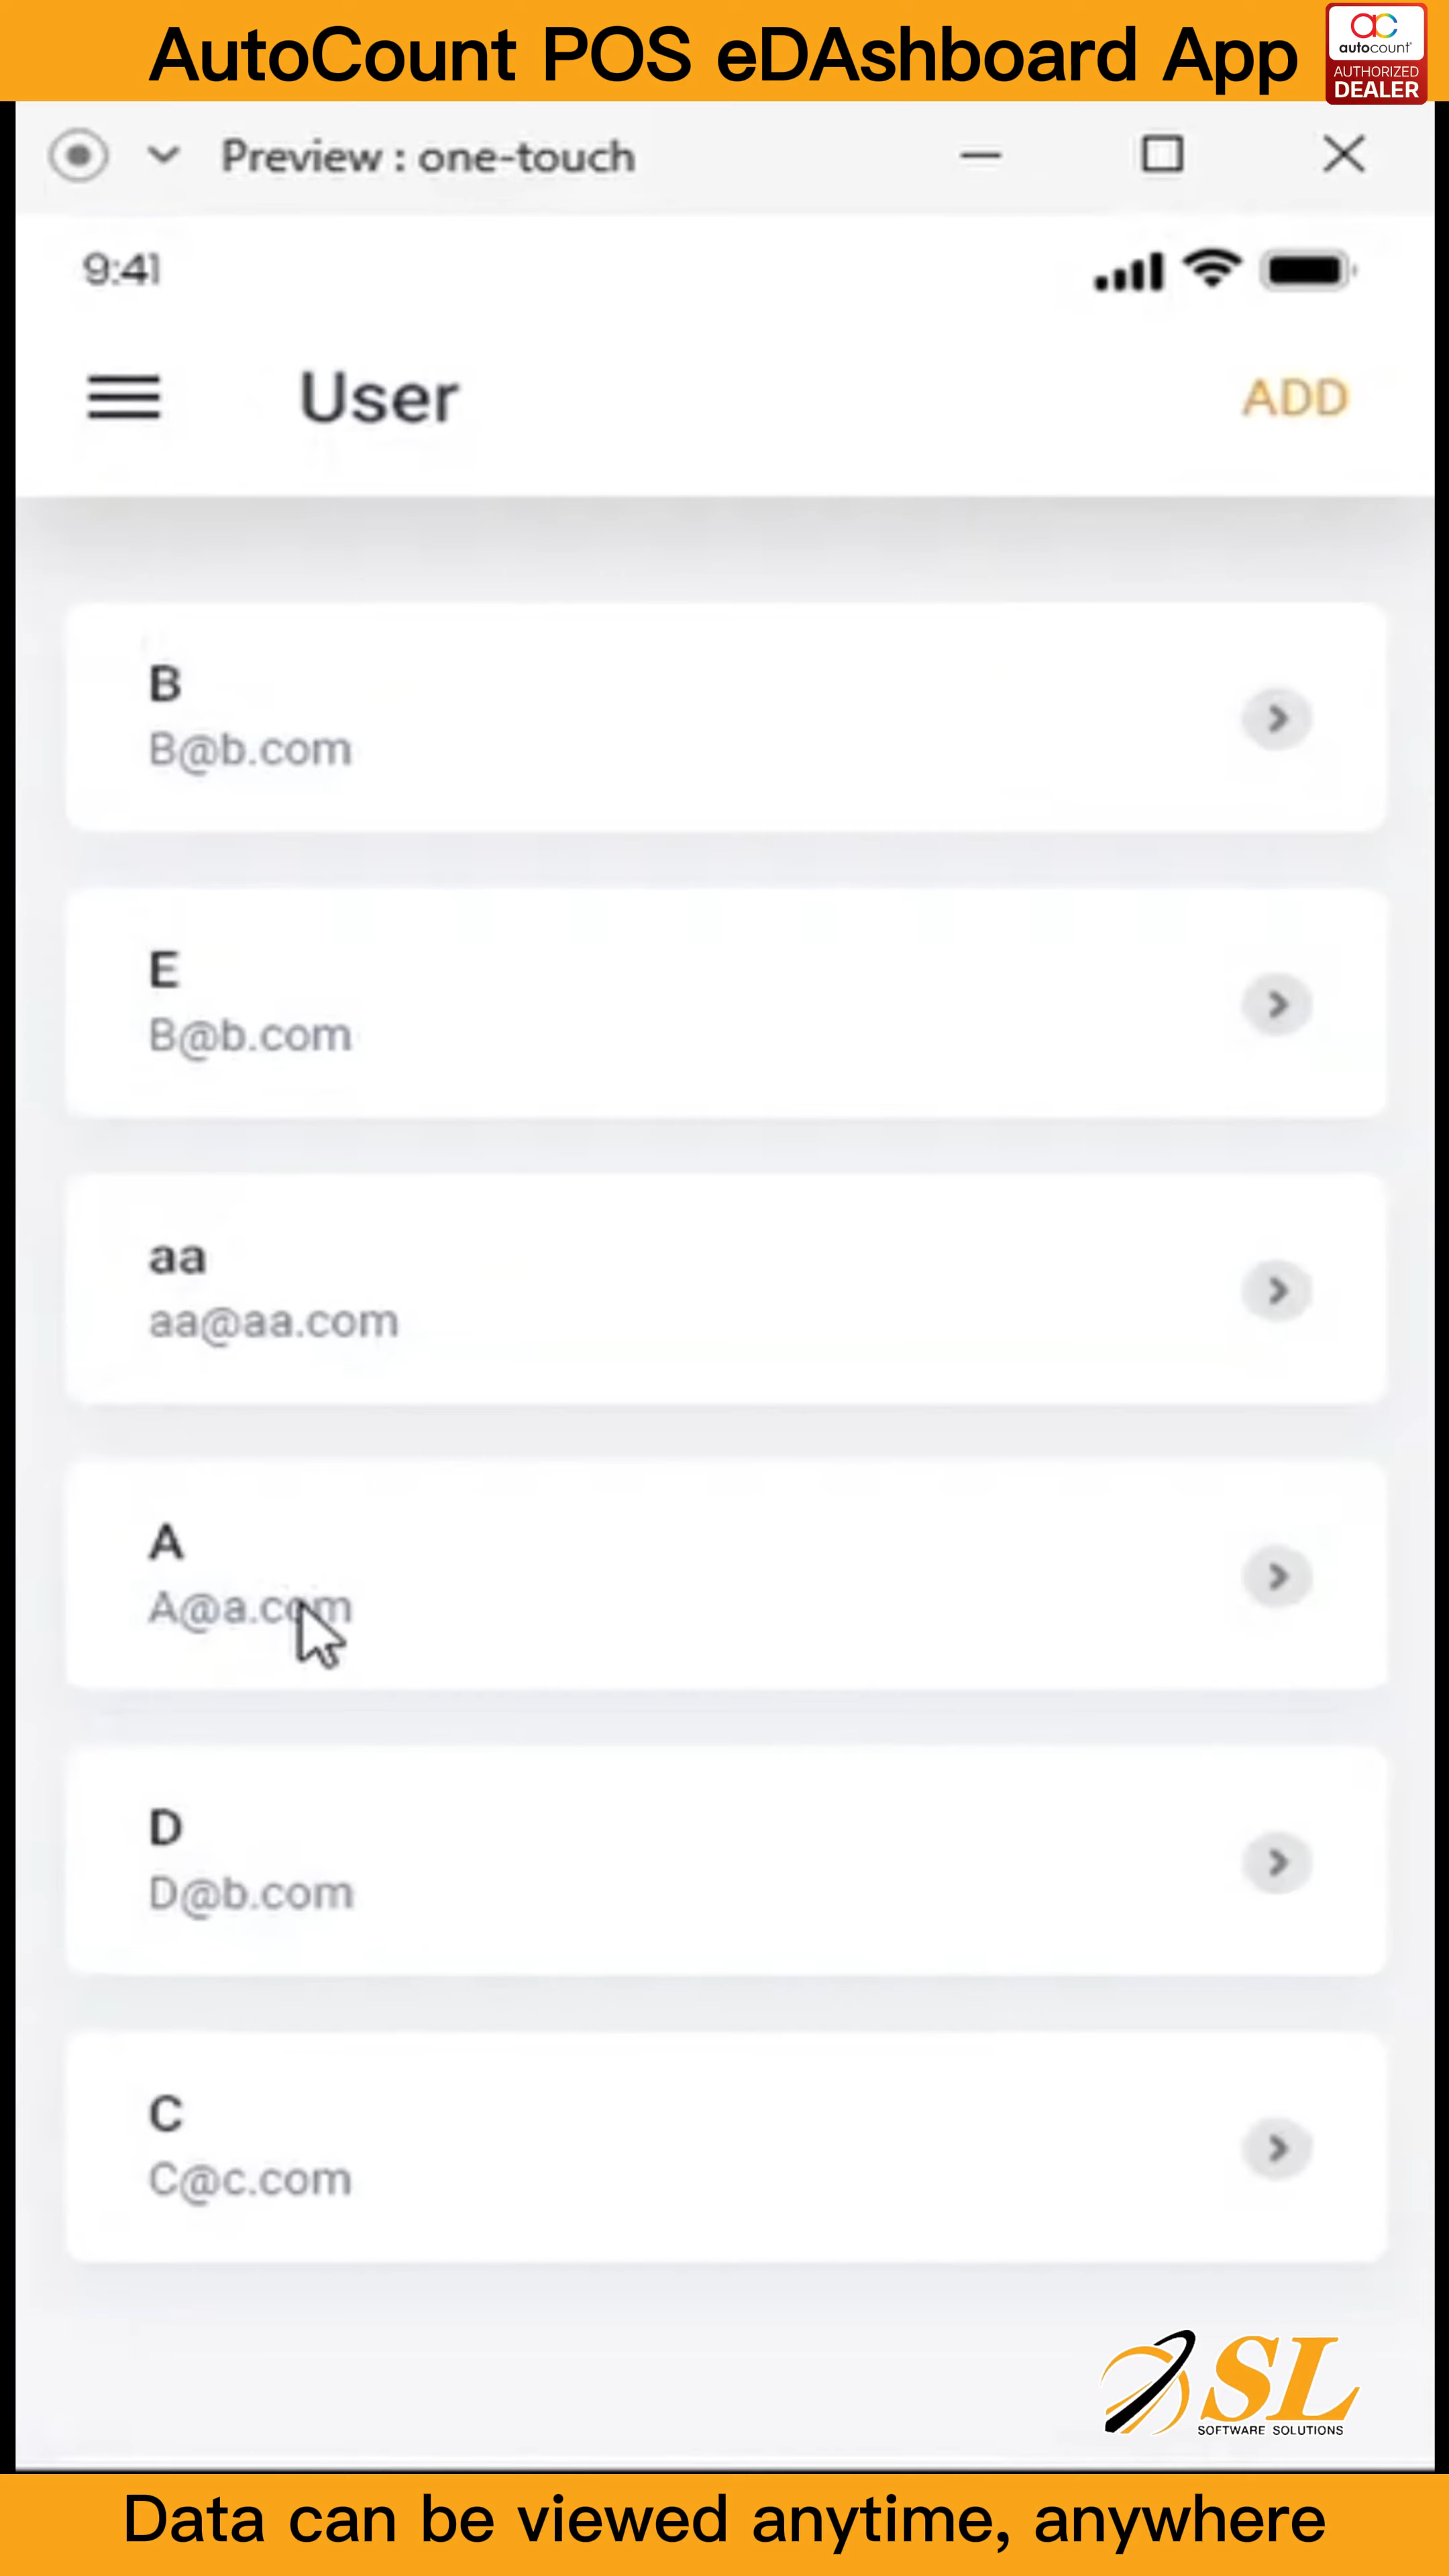 AutoCount POS eDAshboard App
ac
autocount
AUTHORIZED
DEALER
Preview : one-touch
9:41
User
ADD
B
B@b.com
E
B@b.com
aa
aa@aa.com
A
A@a.com
D
D@b.com
C
C@c.com
SL
SOFTWARE SOLUTIONS
Data can be viewed anytime, anywhere